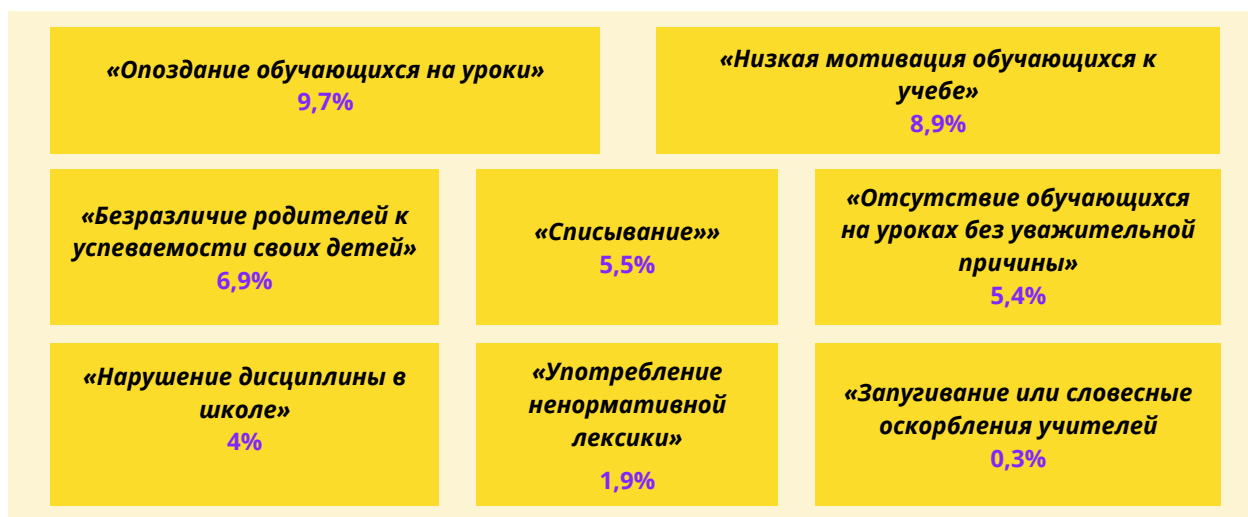 «Опоздание обучающихся на уроки»
9,7%
«Низкая мотивация обучающихся к
учебе»
8,9%
«Безразличие родителей к
успеваемости своих детей»
6,9%
«Списывание»»
5,5%
«Отсутствие обучающихся
на уроках без уважительной
причины»
5,4%
«Нарушение дисциплины в
школе»
4%
«Употребление
ненормативной
лексики»
1,9%
«Запугивание или словесные
оскорбления учителей
0,3%